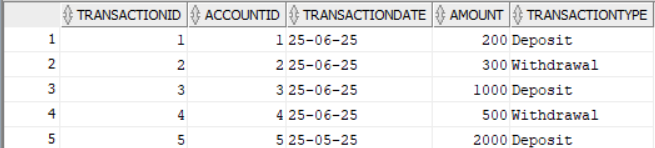 TRANSACTIONID ACCOUNTID TRANSACTIONDATE AMOUNT TRANSACTIONTYPE
1 1 1 25-06-25 200 Deposit
2 2 2 25-06-25 300 Withdrawal
3 3 3 25-06-25 1000 Deposit
4 4 4 25-06-25 500 Withdrawal
5 5 5 25-05-25 2000 Deposit